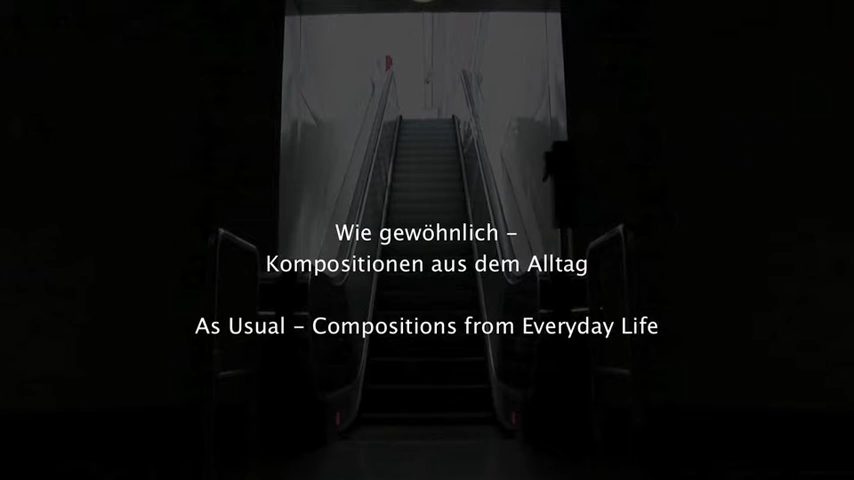 Wie gewöhnlich -
Kompositionen aus dem Alltag
As Usual - Compositions from Everyday Life